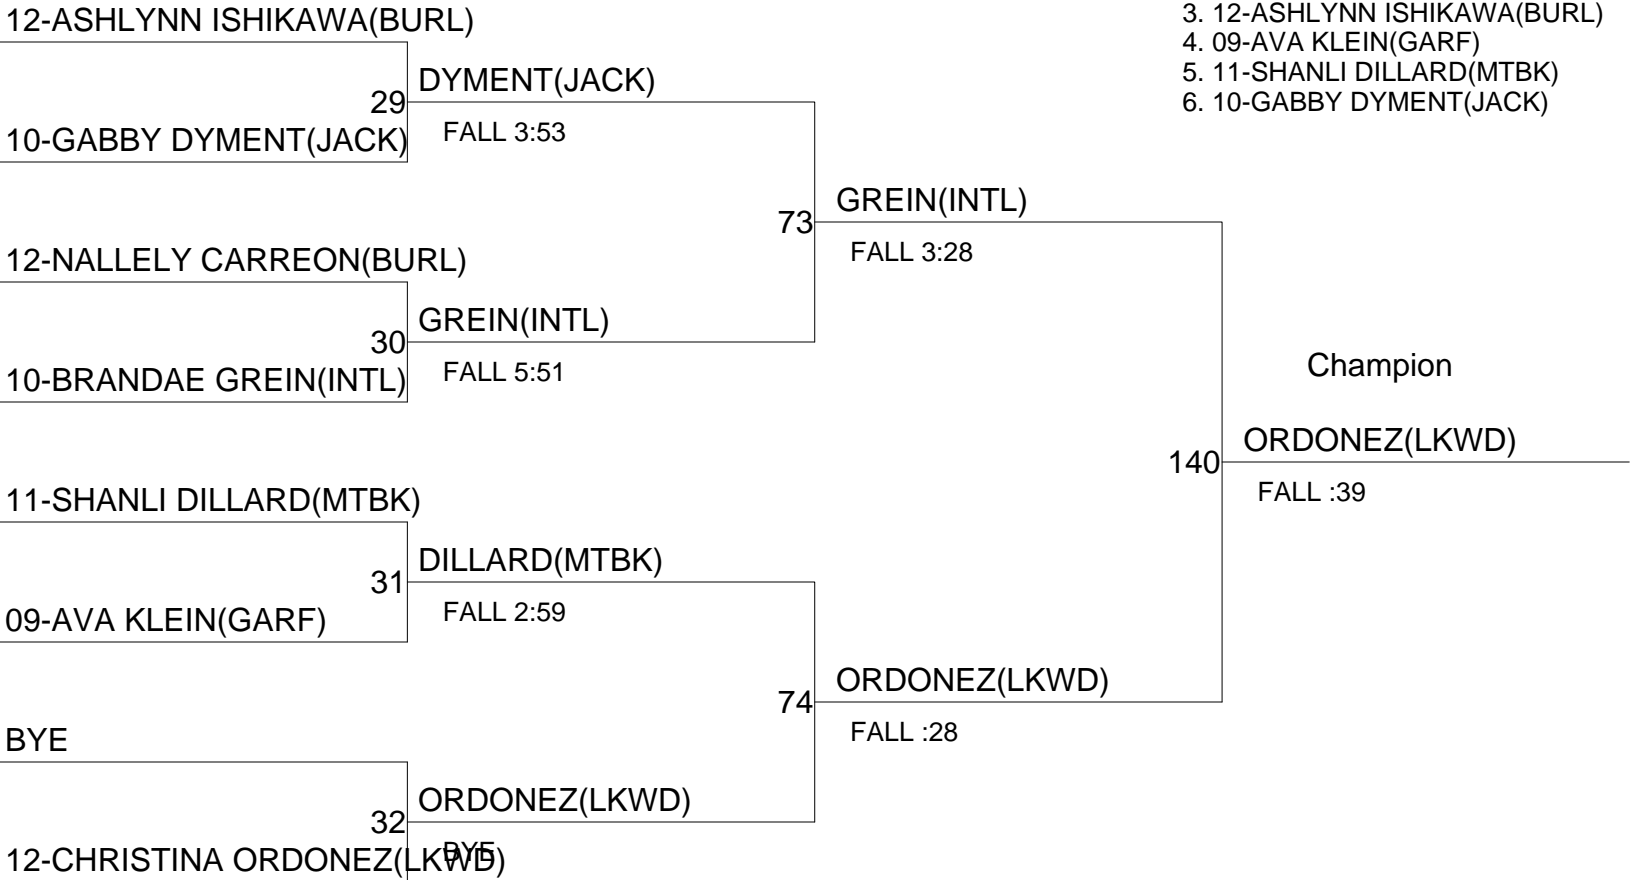 12-ASHLYNN ISHIKAWA(BURL)
3. 12-ASHLYNN ISHIKAWA(BURL)
4. 09-AVA KLEIN(GARF)
5. 11-SHANLI DILLARD(MTBK)
6. 10-GABBY DYMENT(JACK)
29
DYMENT(JACK)
FALL 3:53
10-GABBY DYMENT(JACK)
73
GREIN(INTL)
FALL 3:28
12-NALLELY CARREON(BURL)
30
GREIN(INTL)
FALL 5:51
10-BRANDAE GREIN(INTL)
Champion
140
ORDONEZ(LKWD)
FALL :39
11-SHANLI DILLARD(MTBK)
31
DILLARD(MTBK)
FALL 2:59
09-AVA KLEIN(GARF)
74
ORDONEZ(LKWD)
FALL :28
BYE
32
ORDONEZ(LKWD)
BYE
12-CHRISTINA ORDONEZ(LKWD)